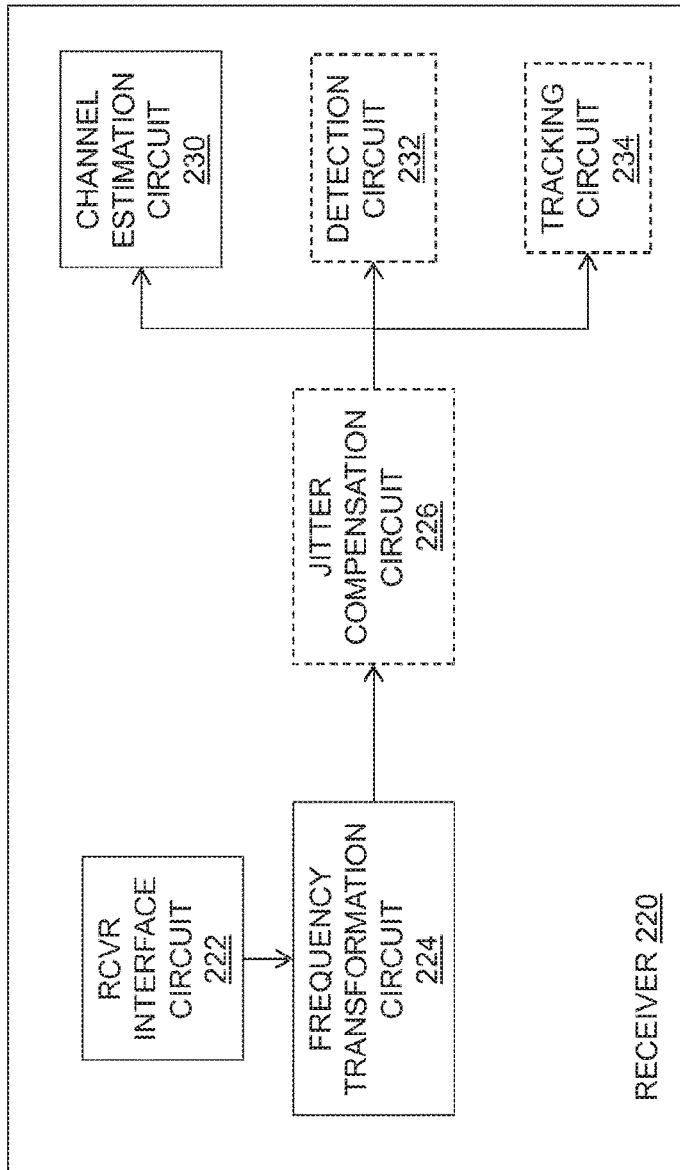 RCVR
INTERFACE
CIRCUIT
222
FREQUENCY
TRANSFORMATION
CIRCUIT
224
JITTER
COMPENSATION
CIRCUIT
226
CHANNEL
ESTIMATION
CIRCUIT
230
DETECTION
CIRCUIT
232
TRACKING
CIRCUIT
234
RECEIVER 220